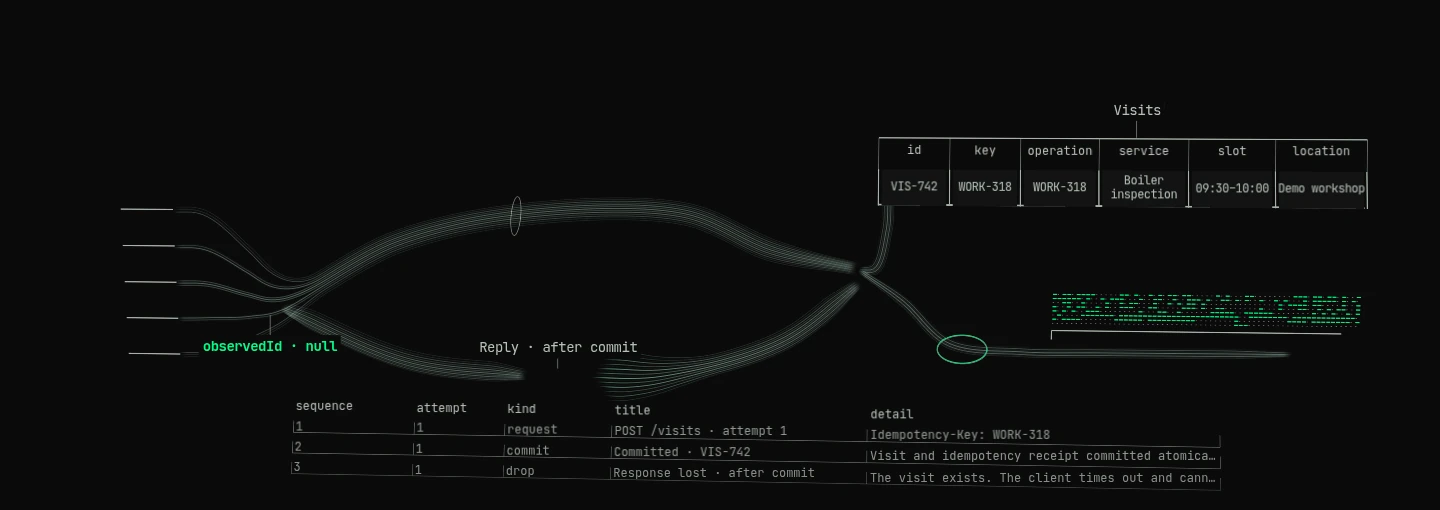 Visits
id key operation service slot location
VIS-742 WORK-318 WORK-318 Boiler inspection 09:30–10:00 Demo workshop
observedId · null
Reply · after commit
sequence attempt kind title detail
1 1 request POST /visits · attempt 1 Idempotency-Key: WORK-318
2 1 commit Committed · VIS-742 Visit and idempotency receipt committed atomica…
3 1 drop Response lost · after commit The visit exists. The client times out and cann…